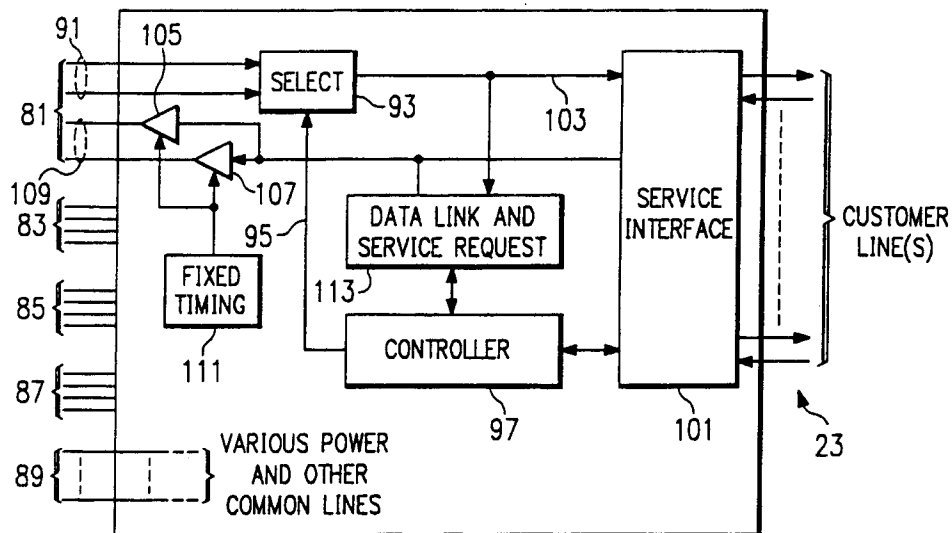 91
105
81
SELECT
93
103
109
107
83
95
DATA LINK AND
SERVICE REQUEST
113
SERVICE
INTERFACE
CUSTOMER
LINE(S)
FIXED
TIMING
111
85
CONTROLLER
97
87
101
23
89
VARIOUS POWER
AND OTHER
COMMON LINES